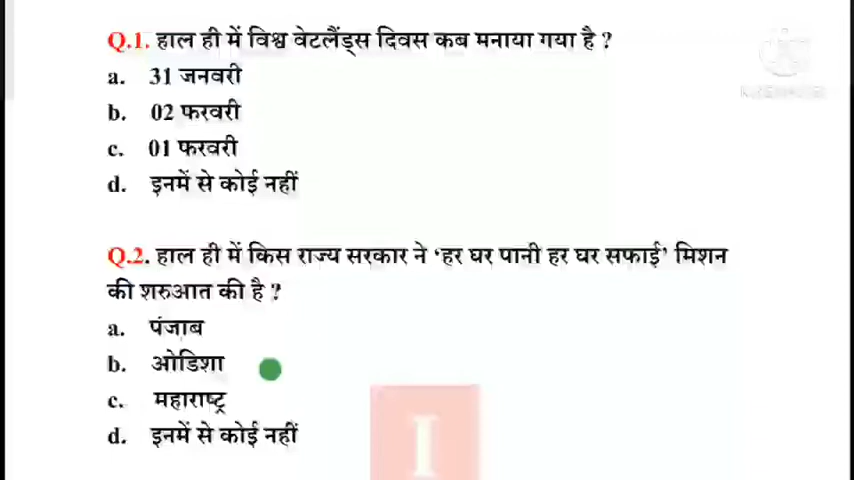 Q.1. हाल ही में विश्व वेटलैंड्स दिवस कब मनाया गया है ?
a. 31 जनवरी
b. 02 फरवरी
c. 01 फरवरी
d. इनमें से कोई नहीं
Q.2. हाल ही में किस राज्य सरकार ने ‘हर घर पानी हर घर सफाई’ मिशन
की शरुआत की है ?
a. पंजाब
b. ओडिशा
c. महाराष्ट्र
d. इनमें से कोई नहीं
I